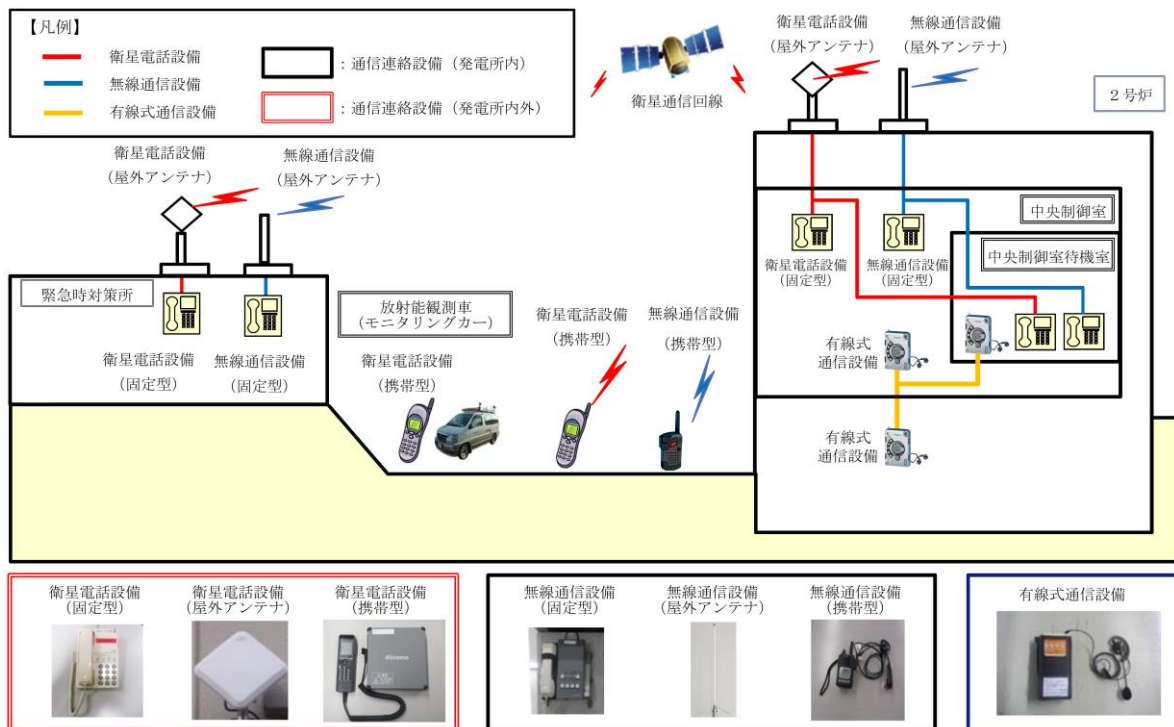 【凡例】
衛星電話設備
無線通信設備
有線式通信設備
：通信連絡設備（発電所内）
：通信連絡設備（発電所内外）
衛星通信回線
衛星電話設備
（屋外アンテナ）
無線通信設備
（屋外アンテナ）
2号炉
衛星電話設備
（屋外アンテナ）
無線通信設備
（屋外アンテナ）
緊急時対策所
衛星電話設備
（固定型）
無線通信設備
（固定型）
放射能観測車
（モニタリングカー）
衛星電話設備
（携帯型）
衛星電話設備
（携帯型）
無線通信設備
（携帯型）
中央制御室
中央制御室待機室
衛星電話設備
（固定型）
無線通信設備
（固定型）
有線式
通信設備
有線式
通信設備
衛星電話設備
（固定型）
衛星電話設備
（屋外アンテナ）
衛星電話設備
（携帯型）
docomo
無線通信設備
（固定型）
無線通信設備
（屋外アンテナ）
無線通信設備
（携帯型）
有線式通信設備